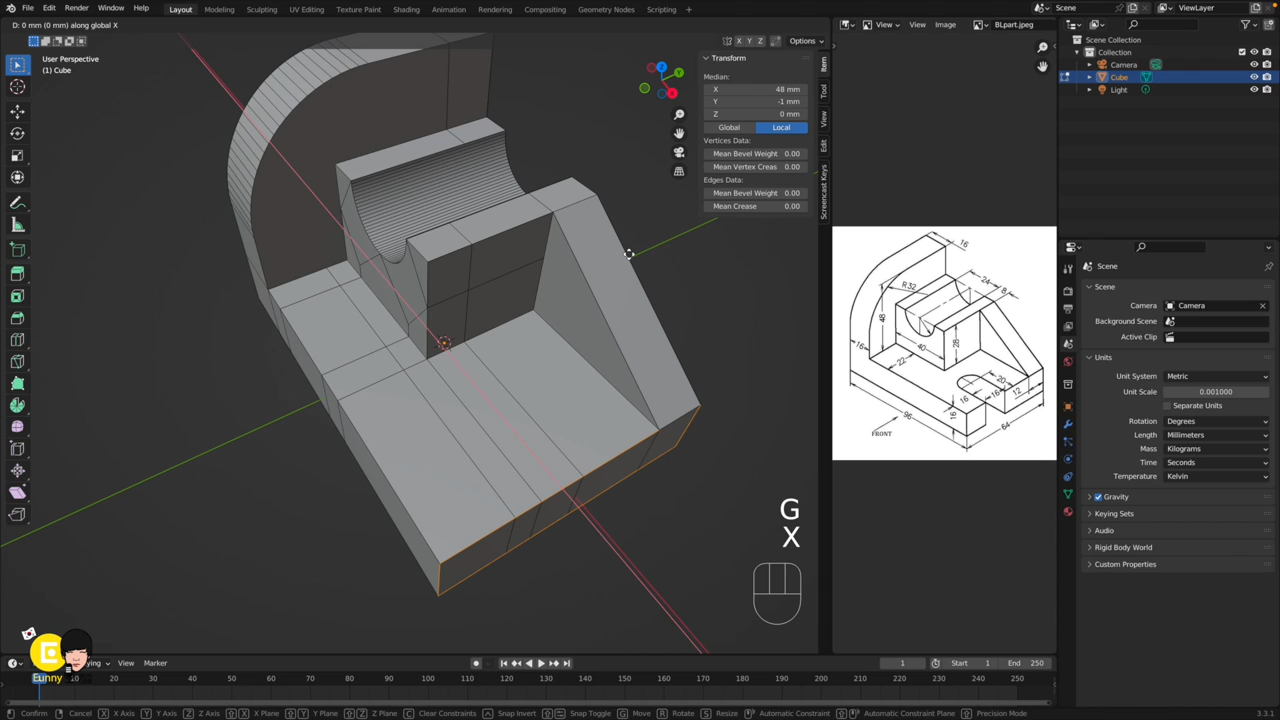 File Edit Render Window Help
Layout Modeling Sculpting UV Editing Texture Paint Shading Animation Rendering Compositing Geometry Nodes Scripting
Scene ViewLayer
D: 0 mm (0 mm) along global X
View View Image BLpart.jpeg
X Y Z Options
User Perspective
(1) Cube
Transform
Median:
X 48 mm
Y -1 mm
Z 0 mm
Global Local
Vertices Data:
Mean Bevel Weight 0.00
Mean Vertex Creas 0.00
Edges Data:
Mean Bevel Weight 0.00
Mean Crease 0.00
Item
Tool
View
Edit
Screencast Keys
Z
Y
X
Scene Collection
Collection
Camera
Cube
Light
16
24
8
R32
48
40
28
16
22
20
16
16
12
16
96
64
FRONT
Scene
Scene
Camera Camera
Background Scene
Active Clip
Units
Unit System Metric
Unit Scale 0.001000
Separate Units
Rotation Degrees
Length Millimeters
Mass Kilograms
Time Seconds
Temperature Kelvin
Gravity
Keying Sets
Audio
Rigid Body World
Custom Properties
G
X
Eunny
View Marker
1 Start 1 End 250
10 20 30 40 50 60 70 80 90 100 110 120 130 140 150 160 170 180 190 200 210 220 230 240 250
Confirm Cancel X X Axis Y Y Axis Z Z Axis X X Plane Y Y Plane Z Z Plane C Clear Constraints Snap Invert Snap Toggle G Move R Rotate S Resize Automatic Constraint Automatic Constraint Plane Precision Mode
3.3.1